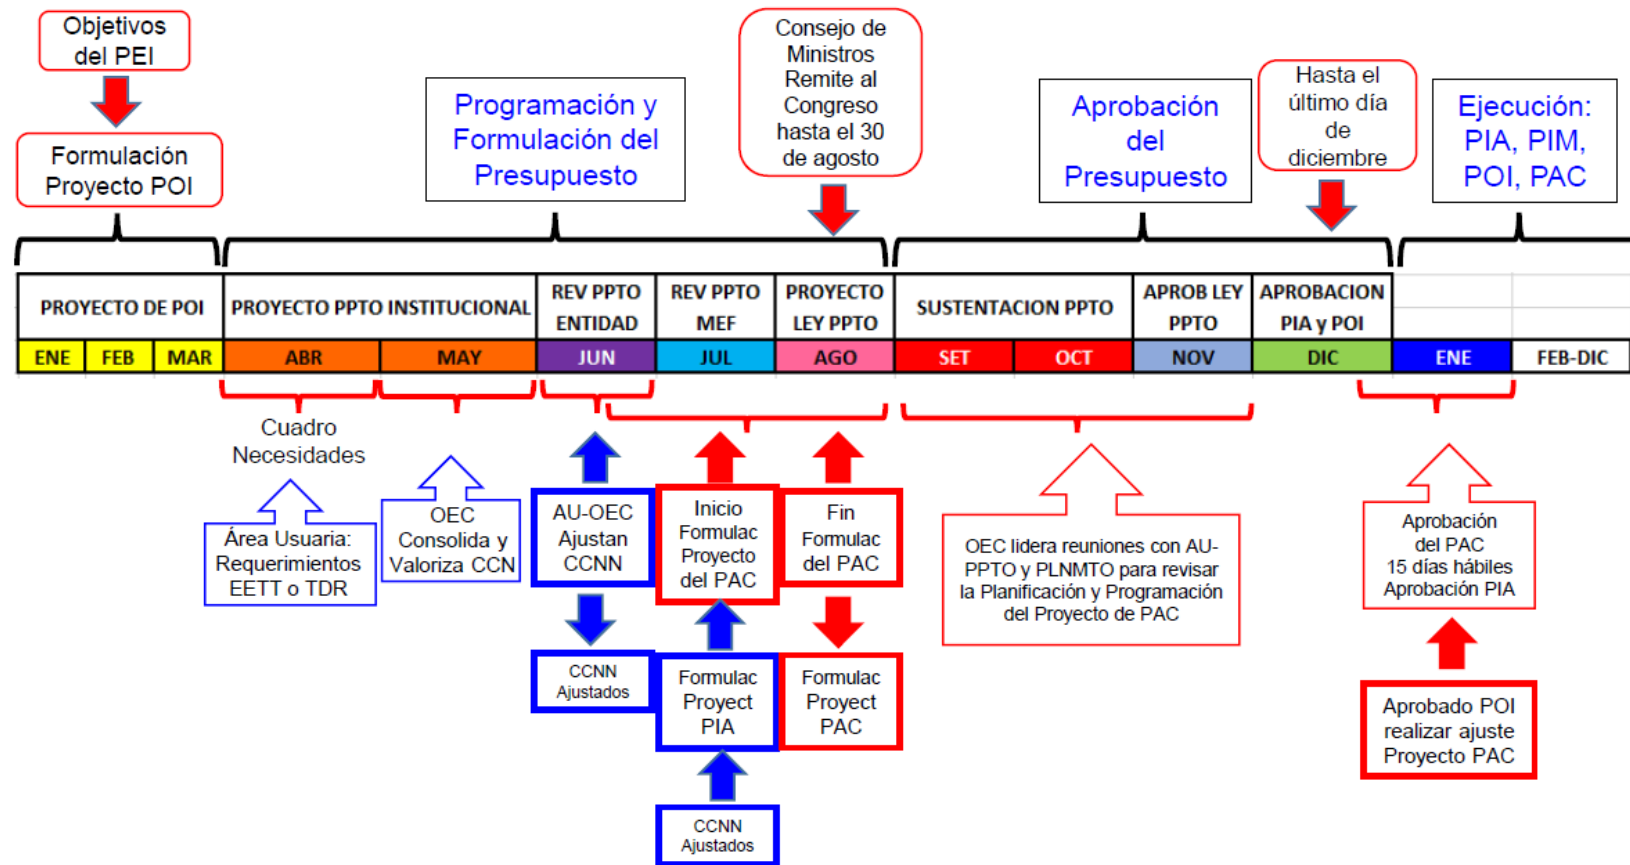 Objetivos
del PEI
Formulación
Proyecto POI
Programación y
Formulación del
Presupuesto
Consejo de
Ministros
Remite al
Congreso
hasta el 30
de agosto
Aprobación
del
Presupuesto
Hasta el
último día
de
diciembre
Ejecución:
PIA, PIM,
POI, PAC
PROYECTO DE POI
PROYECTO PPTO INSTITUCIONAL
REV PPTO
ENTIDAD
REV PPTO
MEF
PROYECTO
LEY PPTO
SUSTENTACION PPTO
APROB LEY
PPTO
APROBACION
PIA y POI
ENE
FEB
MAR
ABR
MAY
JUN
JUL
AGO
SET
OCT
NOV
DIC
ENE
FEB-DIC
Cuadro
Necesidades
Área Usuaria:
Requerimientos
EETT o TDR
OEC
Consolida y
Valoriza CCN
AU-OEC
Ajustan
CCNN
CCNN
Ajustados
Inicio
Formulac
Proyecto
del PAC
Formulac
Proyect
PIA
CCNN
Ajustados
Fin
Formulac
del PAC
Formulac
Proyect
PAC
OEC lidera reuniones con AU-
PPTO y PLNMTO para revisar
la Planificación y Programación
del Proyecto de PAC
Aprobación
del PAC
15 días hábiles
Aprobación PIA
Aprobado POI
realizar ajuste
Proyecto PAC